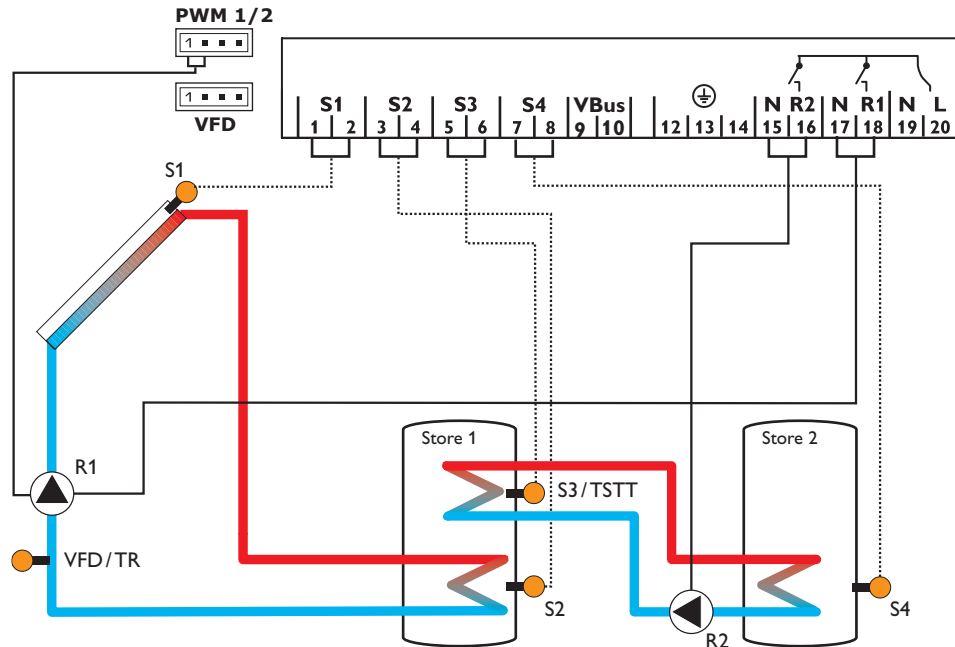 PWM 1/2
1
1
VFD
S1 S2 S3 S4 VBus N R2 N R1 N L
1 2 3 4 5 6 7 8 9 10 12 13 14 15 16 17 18 19 20
S1
Store 1
Store 2
R1
S3/TSTT
VFD/TR
S2
S4
R2